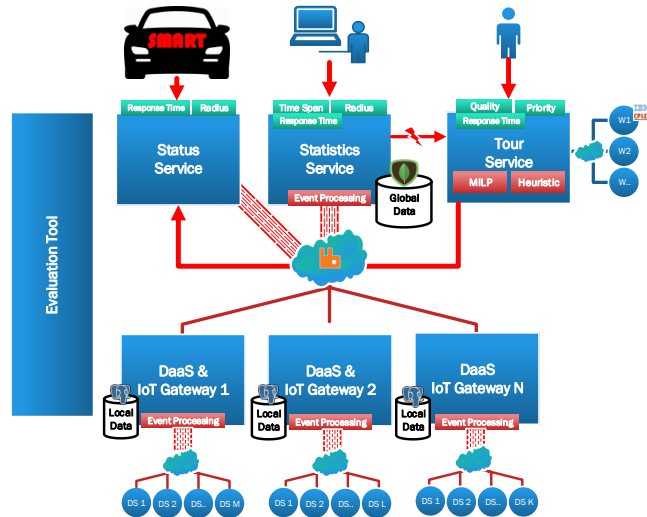 SMART
Response Time
Radius
Status
Service
Time Span
Radius
Response Time
Statistics
Service
Event Processing
Quality
Priority
Response Time
Tour
Service
MILP
Heuristic
W1
W2
W..
Global
Data
Evaluation Tool
DaaS &
IoT Gateway 1
Local
Data
Event Processing
DS 1
DS 2
DS..
DS M
DaaS &
IoT Gateway 2
Local
Data
Event Processing
DS 1
DS 2
DS..
DS L
DaaS
IoT Gateway N
Local
Data
Event Processing
DS 1
DS 2
DS..
DS K